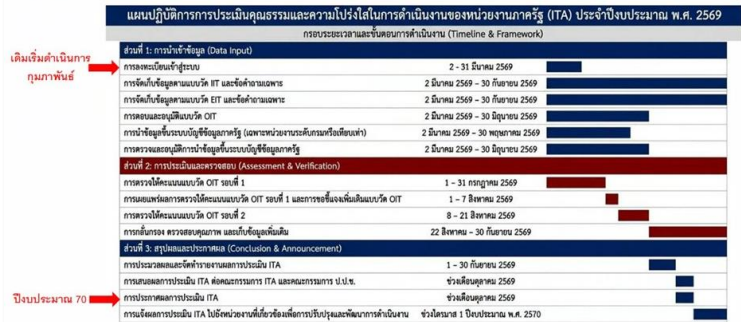 แผนปฏิบัติการการประเมินคุณธรรมและความโปร่งใสในการดำเนินงานของหน่วยงานภาครัฐ (ITA) ประจำปีงบประมาณ พ.ศ. 2569
กรอบระยะเวลาและขั้นตอนการดำเนินงาน (Timeline & Framework)
ส่วนที่ 1: การนำเข้าข้อมูล (Data Input)
เดิมเริ่มดำเนินการ
กุมภาพันธ์
การลงทะเบียนเข้าสู่ระบบ 2 - 31 มีนาคม 2569
การจัดเก็บข้อมูลตามแบบวัด IIT และข้อคำถามเฉพาะ 2 มีนาคม 2569 – 30 กันยายน 2569
การจัดเก็บข้อมูลตามแบบวัด EIT และข้อคำถามเฉพาะ 2 มีนาคม 2569 – 30 กันยายน 2569
การตอบและอนุมัติแบบวัด OIT 2 มีนาคม 2569 – 30 มิถุนายน 2569
การนำข้อมูลขึ้นระบบบัญชีข้อมูลภาครัฐ (เฉพาะหน่วยงานระดับกรมหรือเทียบเท่า) 2 มีนาคม 2569 – 30 พฤษภาคม 2569
การตรวจและอนุมัติการนำข้อมูลขึ้นระบบบัญชีข้อมูลภาครัฐ 2 มีนาคม 2569 – 30 มิถุนายน 2569
ส่วนที่ 2: การประเมินและตรวจสอบ (Assessment & Verification)
การตรวจให้คะแนนแบบวัด OIT รอบที่ 1 1 – 31 กรกฎาคม 2569
การเผยแพร่ผลการตรวจให้คะแนนแบบวัด OIT รอบที่ 1 และการขอชี้แจงเพิ่มเติมแบบวัด OIT 1 – 7 สิงหาคม 2569
การตรวจให้คะแนนแบบวัด OIT รอบที่ 2 8 – 21 สิงหาคม 2569
การกลั่นกรอง ตรวจสอบคุณภาพ และเก็บข้อมูลเพิ่มเติม 22 สิงหาคม - 30 กันยายน 2569
ส่วนที่ 3: สรุปผลและประกาศผล (Conclusion & Announcement)
การประมวลผลและจัดทำรายงานผลการประเมิน ITA 1 – 30 กันยายน 2569
การเสนอผลการประเมิน ITA ต่อคณะกรรมการ ITA และคณะกรรมการ ป.ป.ช. ช่วงเดือนตุลาคม 2569
ปีงบประมาณ 70
การประกาศผลการประเมิน ITA ช่วงเดือนตุลาคม 2569
การแจ้งผลการประเมิน ITA ไปยังหน่วยงานที่เกี่ยวข้องเพื่อการปรับปรุงและพัฒนาการดำเนินงาน ช่วงไตรมาส 1 ปีงบประมาณ พ.ศ. 2570